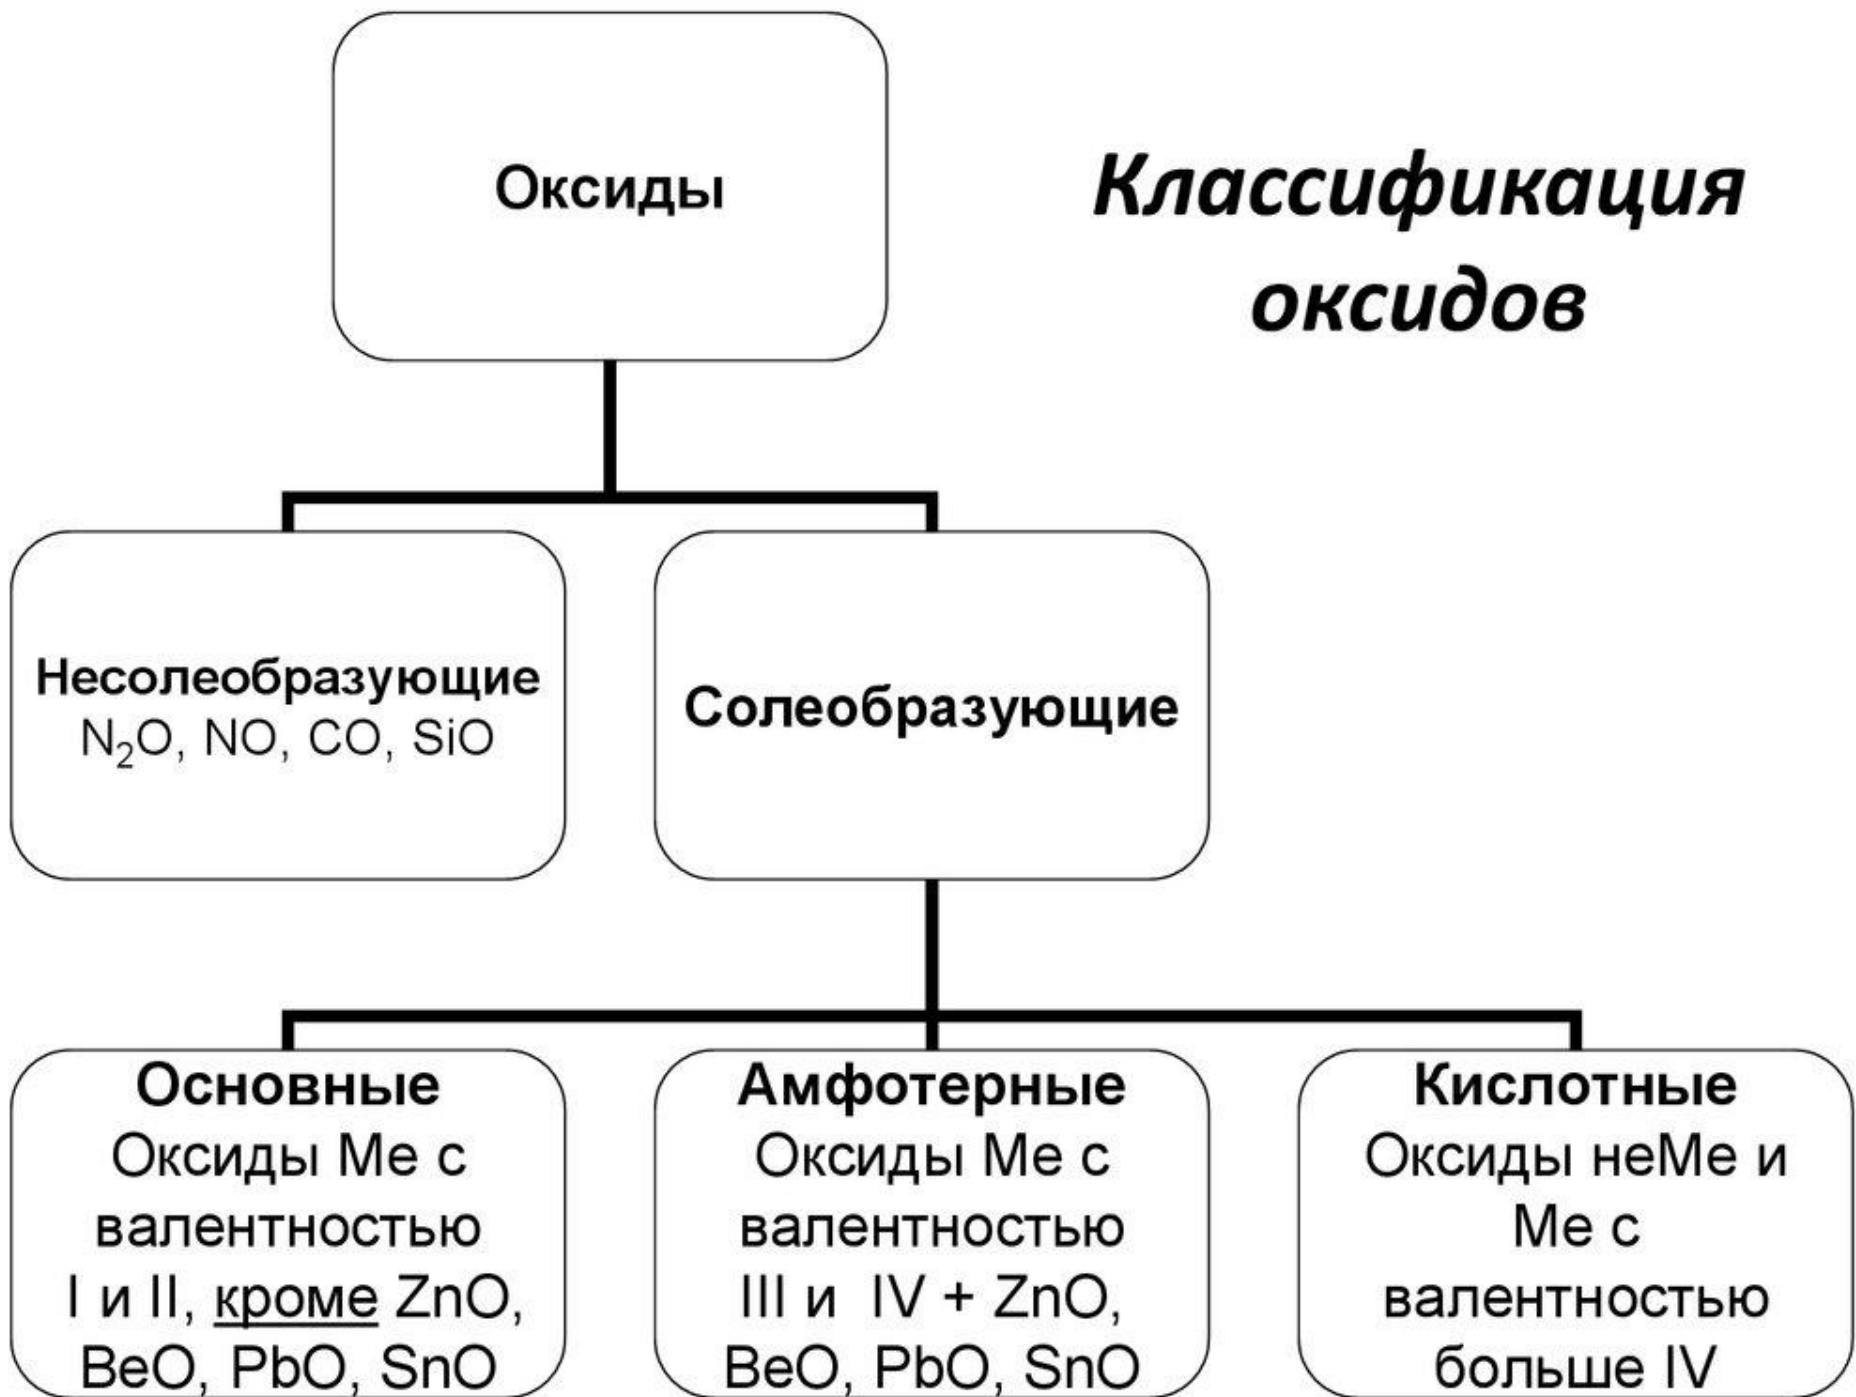 Оксиды
Классификация
оксидов
Несолеобразующие
N₂O, NO, CO, SiO
Солеобразующие
Основные
Оксиды Ме с
валентностью
I и II, кроме ZnO,
BeO, PbO, SnO
Амфотерные
Оксиды Ме с
валентностью
III и IV + ZnO,
BeO, PbO, SnO
Кислотные
Оксиды неМе и
Ме с
валентностью
больше IV